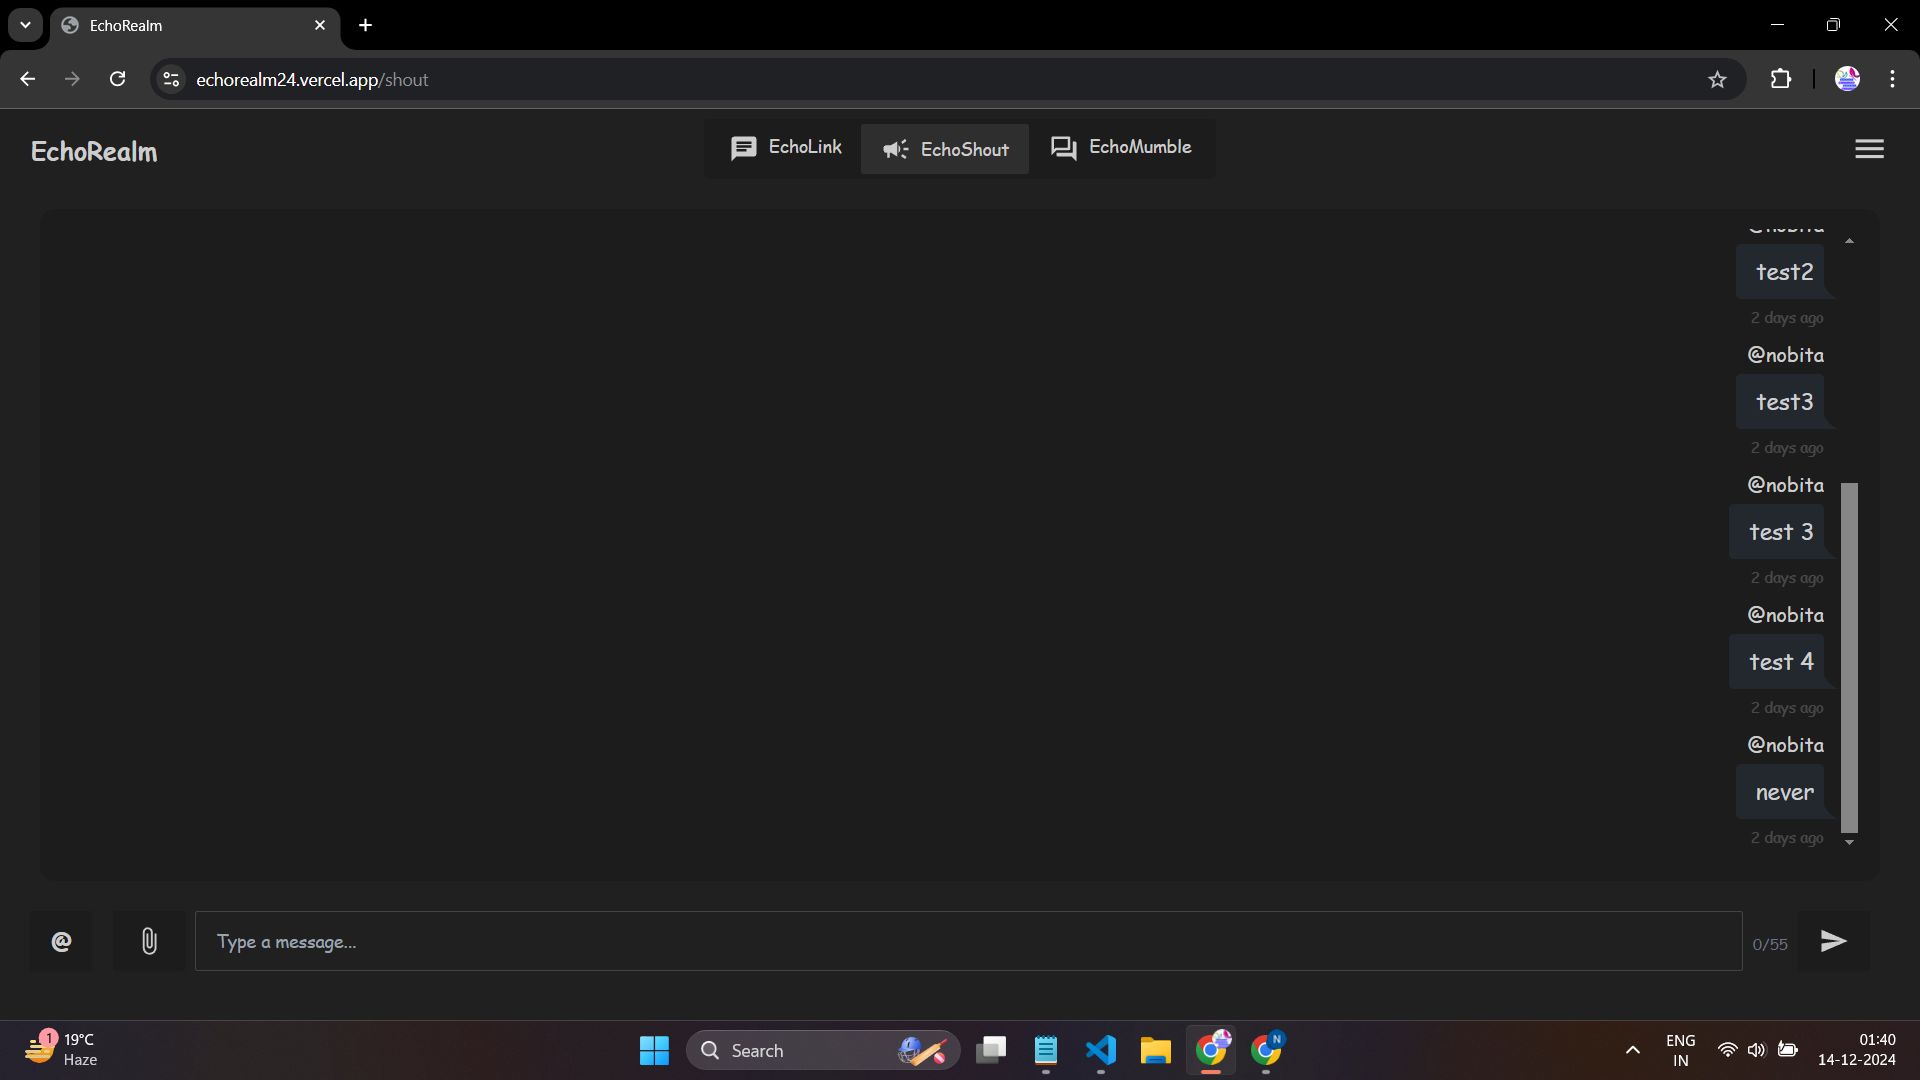 EchoRealm
echorealm24.vercel.app/shout
EchoRealm
EchoLink
EchoShout
EchoMumble
test2
2 days ago
@nobita
test3
2 days ago
@nobita
test 3
2 days ago
@nobita
test 4
2 days ago
@nobita
never
2 days ago
@
Type a message...
0/55
1
19°C
Haze
Search
N
ENG
IN
01:40
14-12-2024